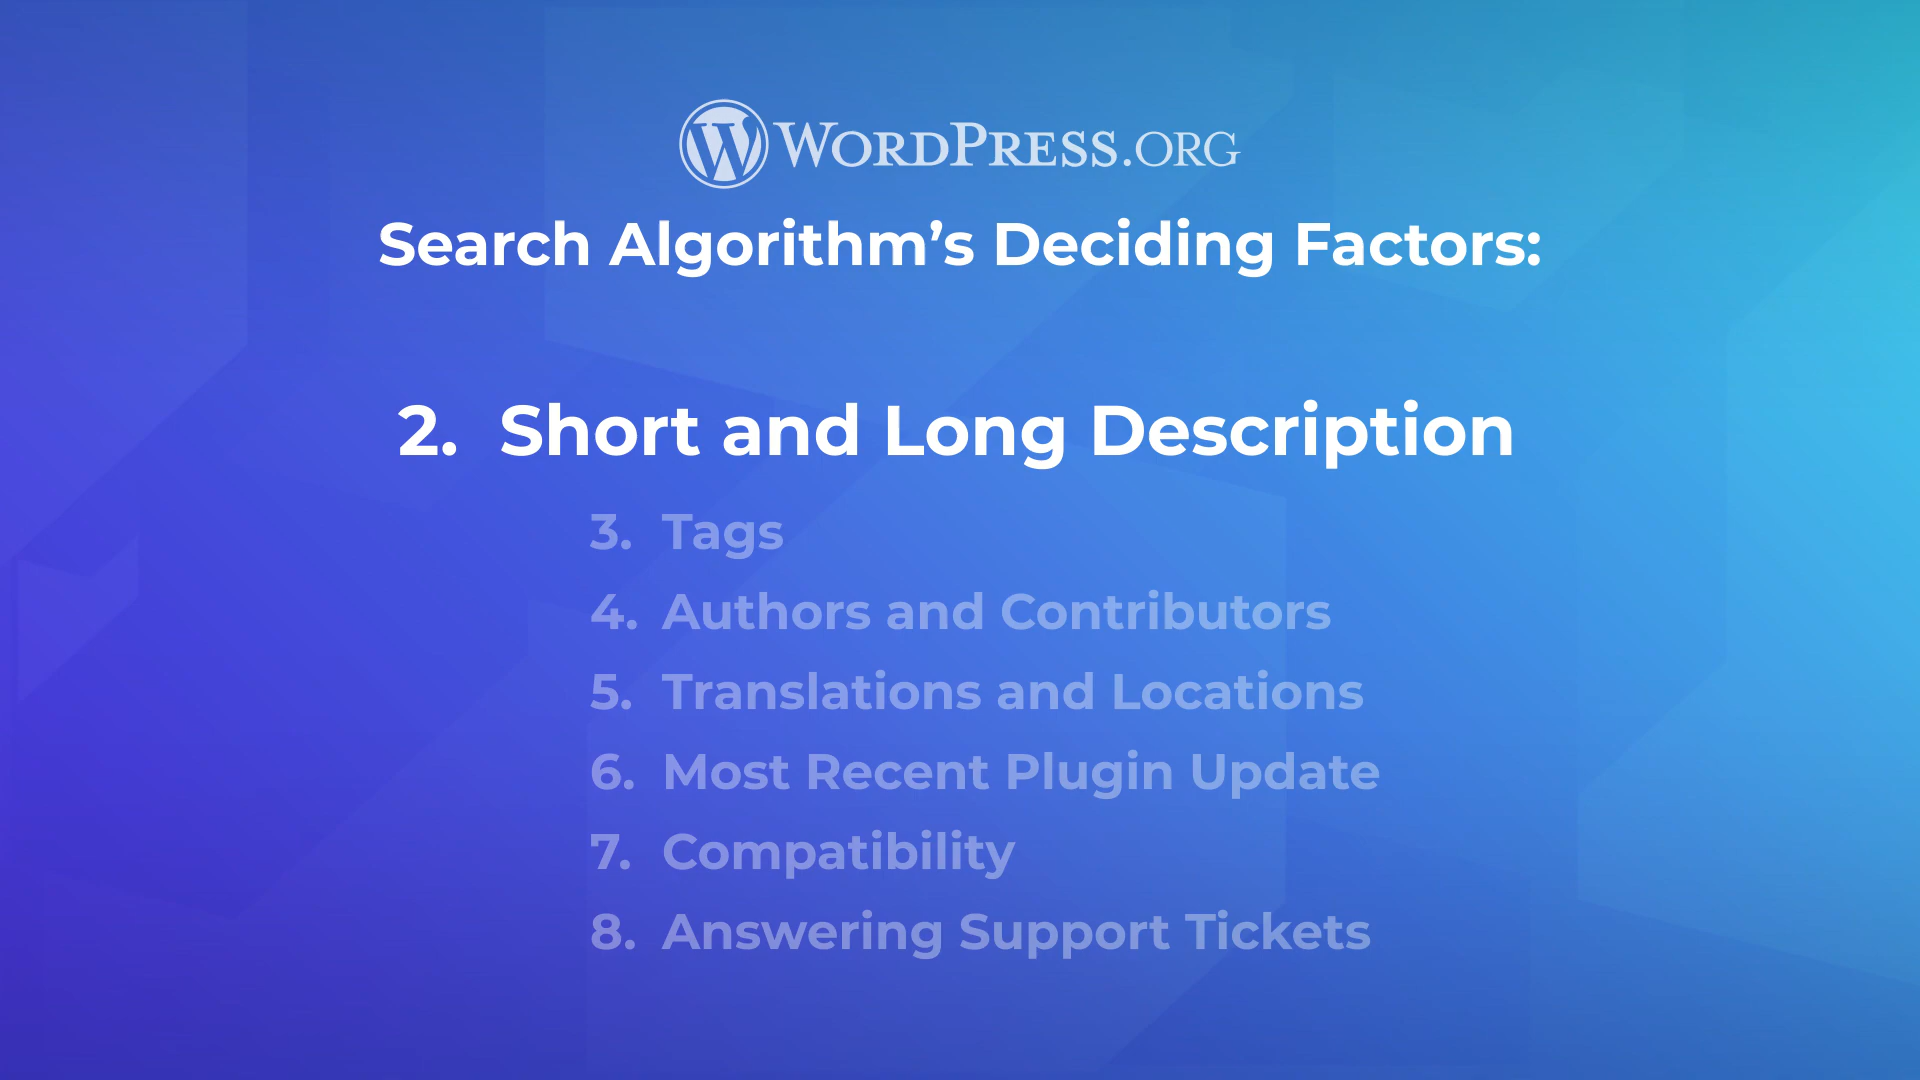 WORDPRESS.ORG
Search Algorithm’s Deciding Factors:
2. Short and Long Description
3. Tags
4. Authors and Contributors
5. Translations and Locations
6. Most Recent Plugin Update
7. Compatibility
8. Answering Support Tickets